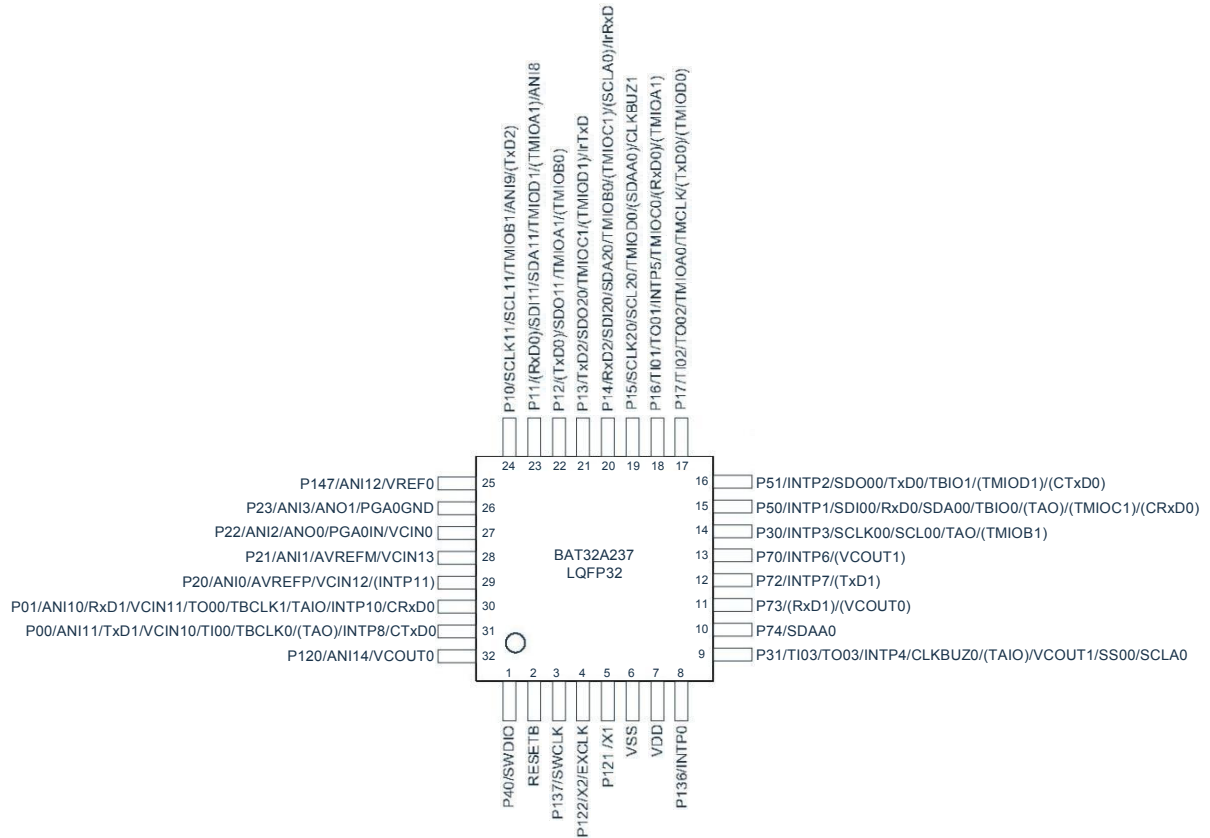 P10/SCLK11/SCL11/TMIOB1/ANI9/(TxD2)
P11/(RxD0)/SDI11/SDA11/TMIOD1/(TMIOA1)/ANI8
P12/(TxD0)/SDO11/TMIOA1/(TMIOB0)
P13/TxD2/SDO20/TMIOC1/(TMIOD1)/IrTxD
P14/RxD2/SDI20/SDA20/TMIOB0/(TMIOC1)/(SCLA0)/IrRxD
P15/SCLK20/SCL20/TMIOD0/(SDAA0)/CLKBUZ1
P16/TI01/TO01/INTP5/TMIOC0/(RxD0)/(TMIOA1)
P17/TI02/TO02/TMIOA0/TMCLK/(TxD0)/(TMIOD0)
24 23 22 21 20 19 18 17
P147/ANI12/VREF0 25
P23/ANI3/ANO1/PGA0GND 26
P22/ANI2/ANO0/PGA0IN/VCIN0 27
P21/ANI1/AVREFM/VCIN13 28
P20/ANI0/AVREFP/VCIN12/(INTP11) 29
P01/ANI10/RxD1/VCIN11/TO00/TBCLK1/TAIO/INTP10/CRxD0 30
P00/ANI11/TxD1/VCIN10/TI00/TBCLK0/(TAO)/INTP8/CTxD0 31
P120/ANI14/VCOUT0 32
BAT32A237
LQFP32
16 P51/INTP2/SDO00/TxD0/TBIO1/(TMIOD1)/(CTxD0)
15 P50/INTP1/SDI00/RxD0/SDA00/TBIO0/(TAO)/(TMIOC1)/(CRxD0)
14 P30/INTP3/SCLK00/SCL00/TAO/(TMIOB1)
13 P70/INTP6/(VCOUT1)
12 P72/INTP7/(TxD1)
11 P73/(RxD1)/(VCOUT0)
10 P74/SDAA0
9 P31/TI03/TO03/INTP4/CLKBUZ0/(TAIO)/VCOUT1/SS00/SCLA0
1 2 3 4 5 6 7 8
P40/SWDIO
RESETB
P137/SWCLK
P122/X2/EXCLK
P121 /X1
VSS
VDD
P136/INTP0